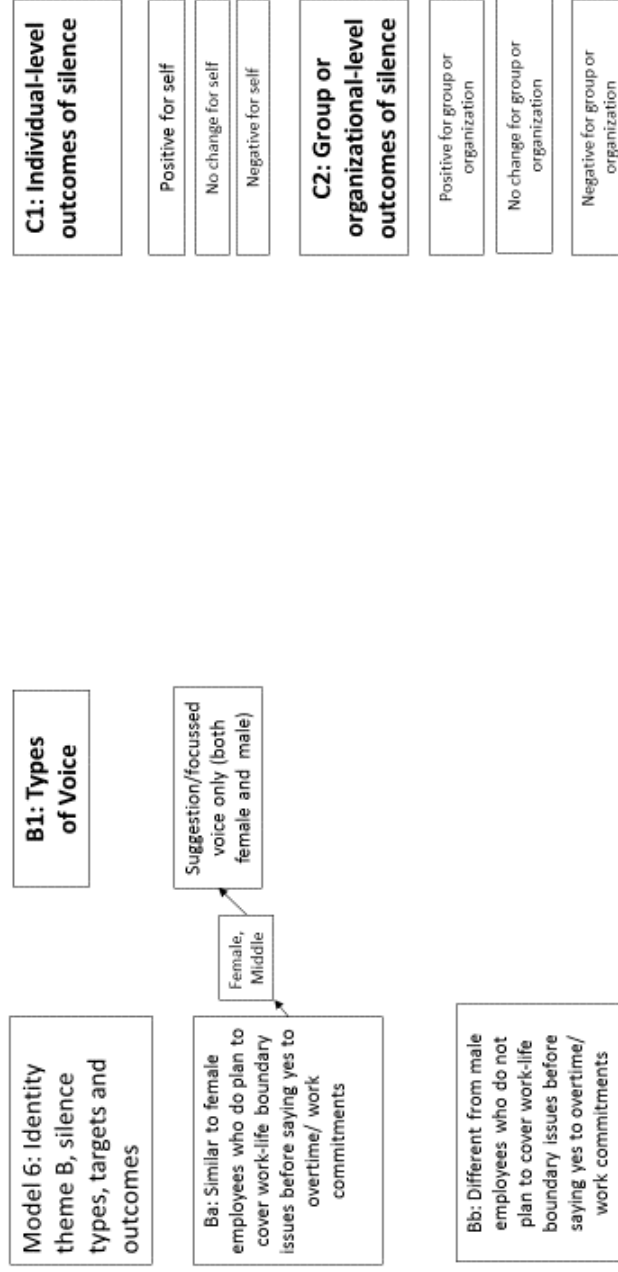 Model 6: Identity
theme B, silence
types, targets and
outcomes
B1: Types
of Voice
C1: Individual-level
outcomes of silence
Ba: Similar to female
employees who do plan to
cover work-life boundary
issues before saying yes to
overtime/ work
commitments
Female,
Middle
Suggestion/focussed
voice only (both
female and male)
Positive for self
No change for self
Negative for self
C2: Group or
organizational-level
outcomes of silence
Bb: Different from male
employees who do not
plan to cover work-life
boundary issues before
saying yes to overtime/
work commitments
Positive for group or
organization
No change for group or
organization
Negative for group or
organization